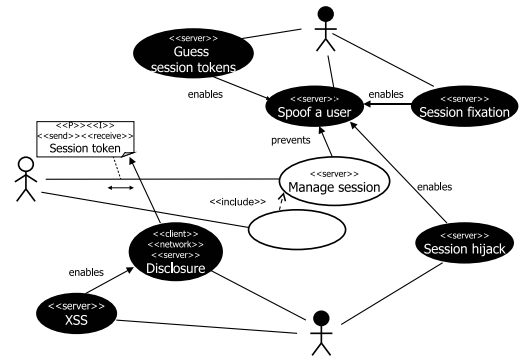 <<server>>
Guess
session tokens
enables
<<server>>
Spoof a user
enables
<<server>>
Session fixation
<<P>><<I>>
<<send>><<receive>>
Session token
prevents
<<server>>
Manage session
enables
<<include>>
<<client>>
<<network>>
<<server>>
Disclosure
<<server>>
Session hijack
enables
<<server>>
XSS